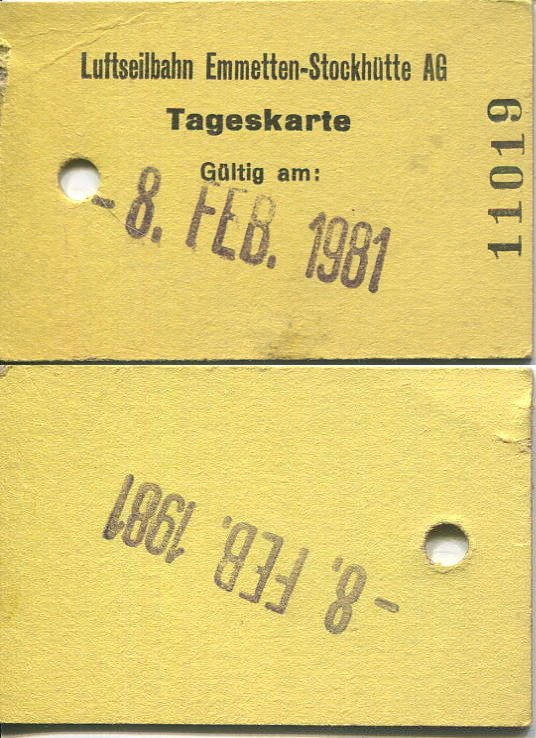 Luftseilbahn Emmetten-Stockhütte AG
Tageskarte
Gültig am:
-8. FEB. 1981
11019
-8. FEB. 1981